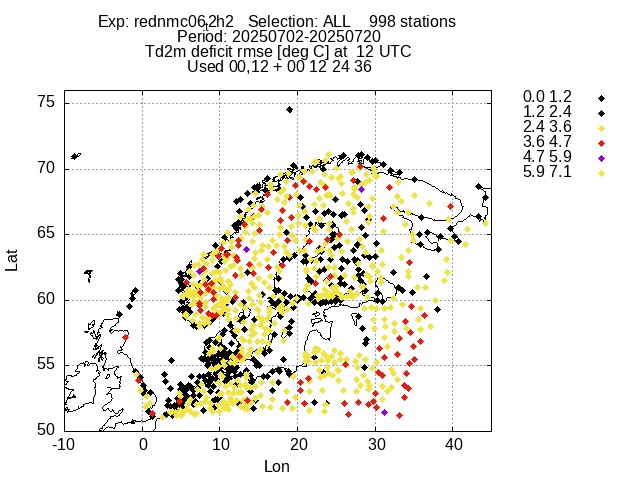 Exp: rednmc06,2h2 Selection: ALL 998 stations
Period: 20250702-20250720
Td2m deficit rmse [deg C] at 12 UTC
Used 00,12 + 00 12 24 36
0.0 1.2
1.2 2.4
2.4 3.6
3.6 4.7
4.7 5.9
5.9 7.1
75
70
65
60
55
50
Lat
-10 0 10 20 30 40
Lon